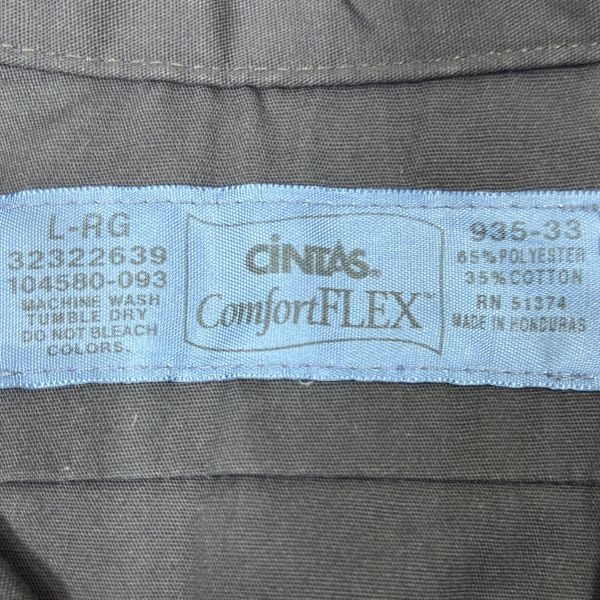 L-RG
32322639
104580-093
MACHINE WASH
TUMBLE DRY
DO NOT BLEACH
COLORS.
CiNTAS®
ComfortFLEX™
935-33
65% POLYESTER
35% COTTON
RN 51374
MADE IN HONDURAS